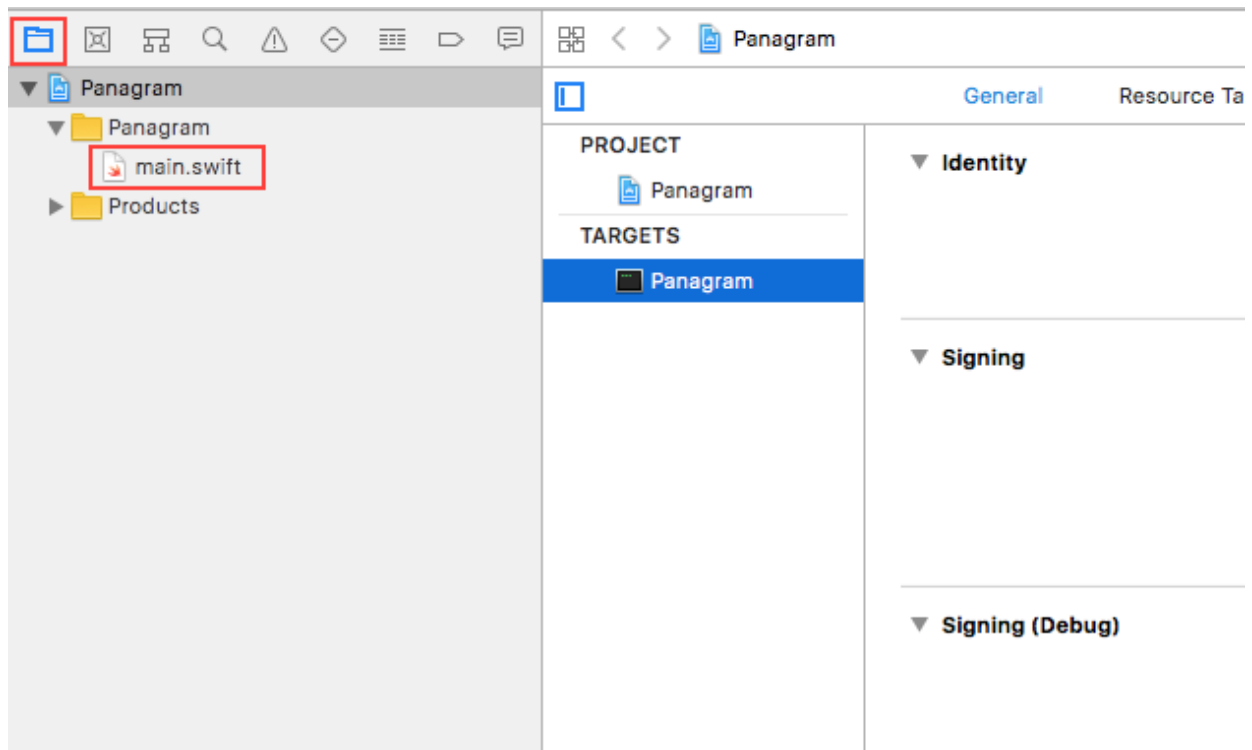 Panagram
Panagram
Panagram
main.swift
Products
General Resource Ta
PROJECT
Panagram
TARGETS
Panagram
Identity
Signing
Signing (Debug)